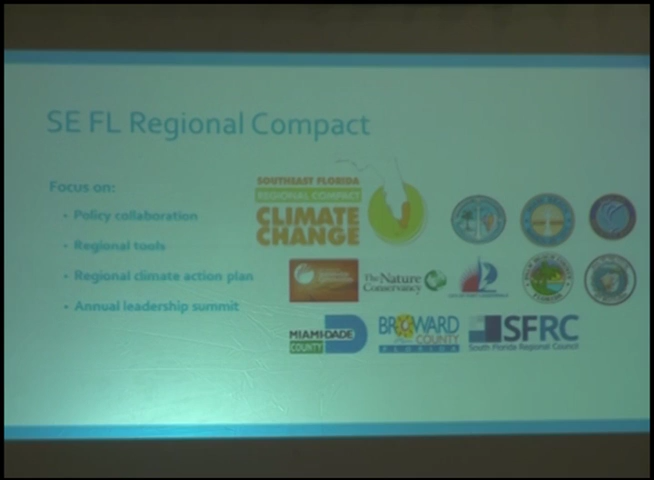 SE FL Regional Compact
Focus on:
• Policy collaboration
• Regional tools
• Regional climate action plan
• Annual leadership summit
SOUTHEAST FLORIDA
REGIONAL COMPACT
CLIMATE
CHANGE
The Nature
Conservancy
MIAMI-DADE
COUNTY
BROWARD
COUNTY
FLORIDA
SFRC
South Florida Regional Council